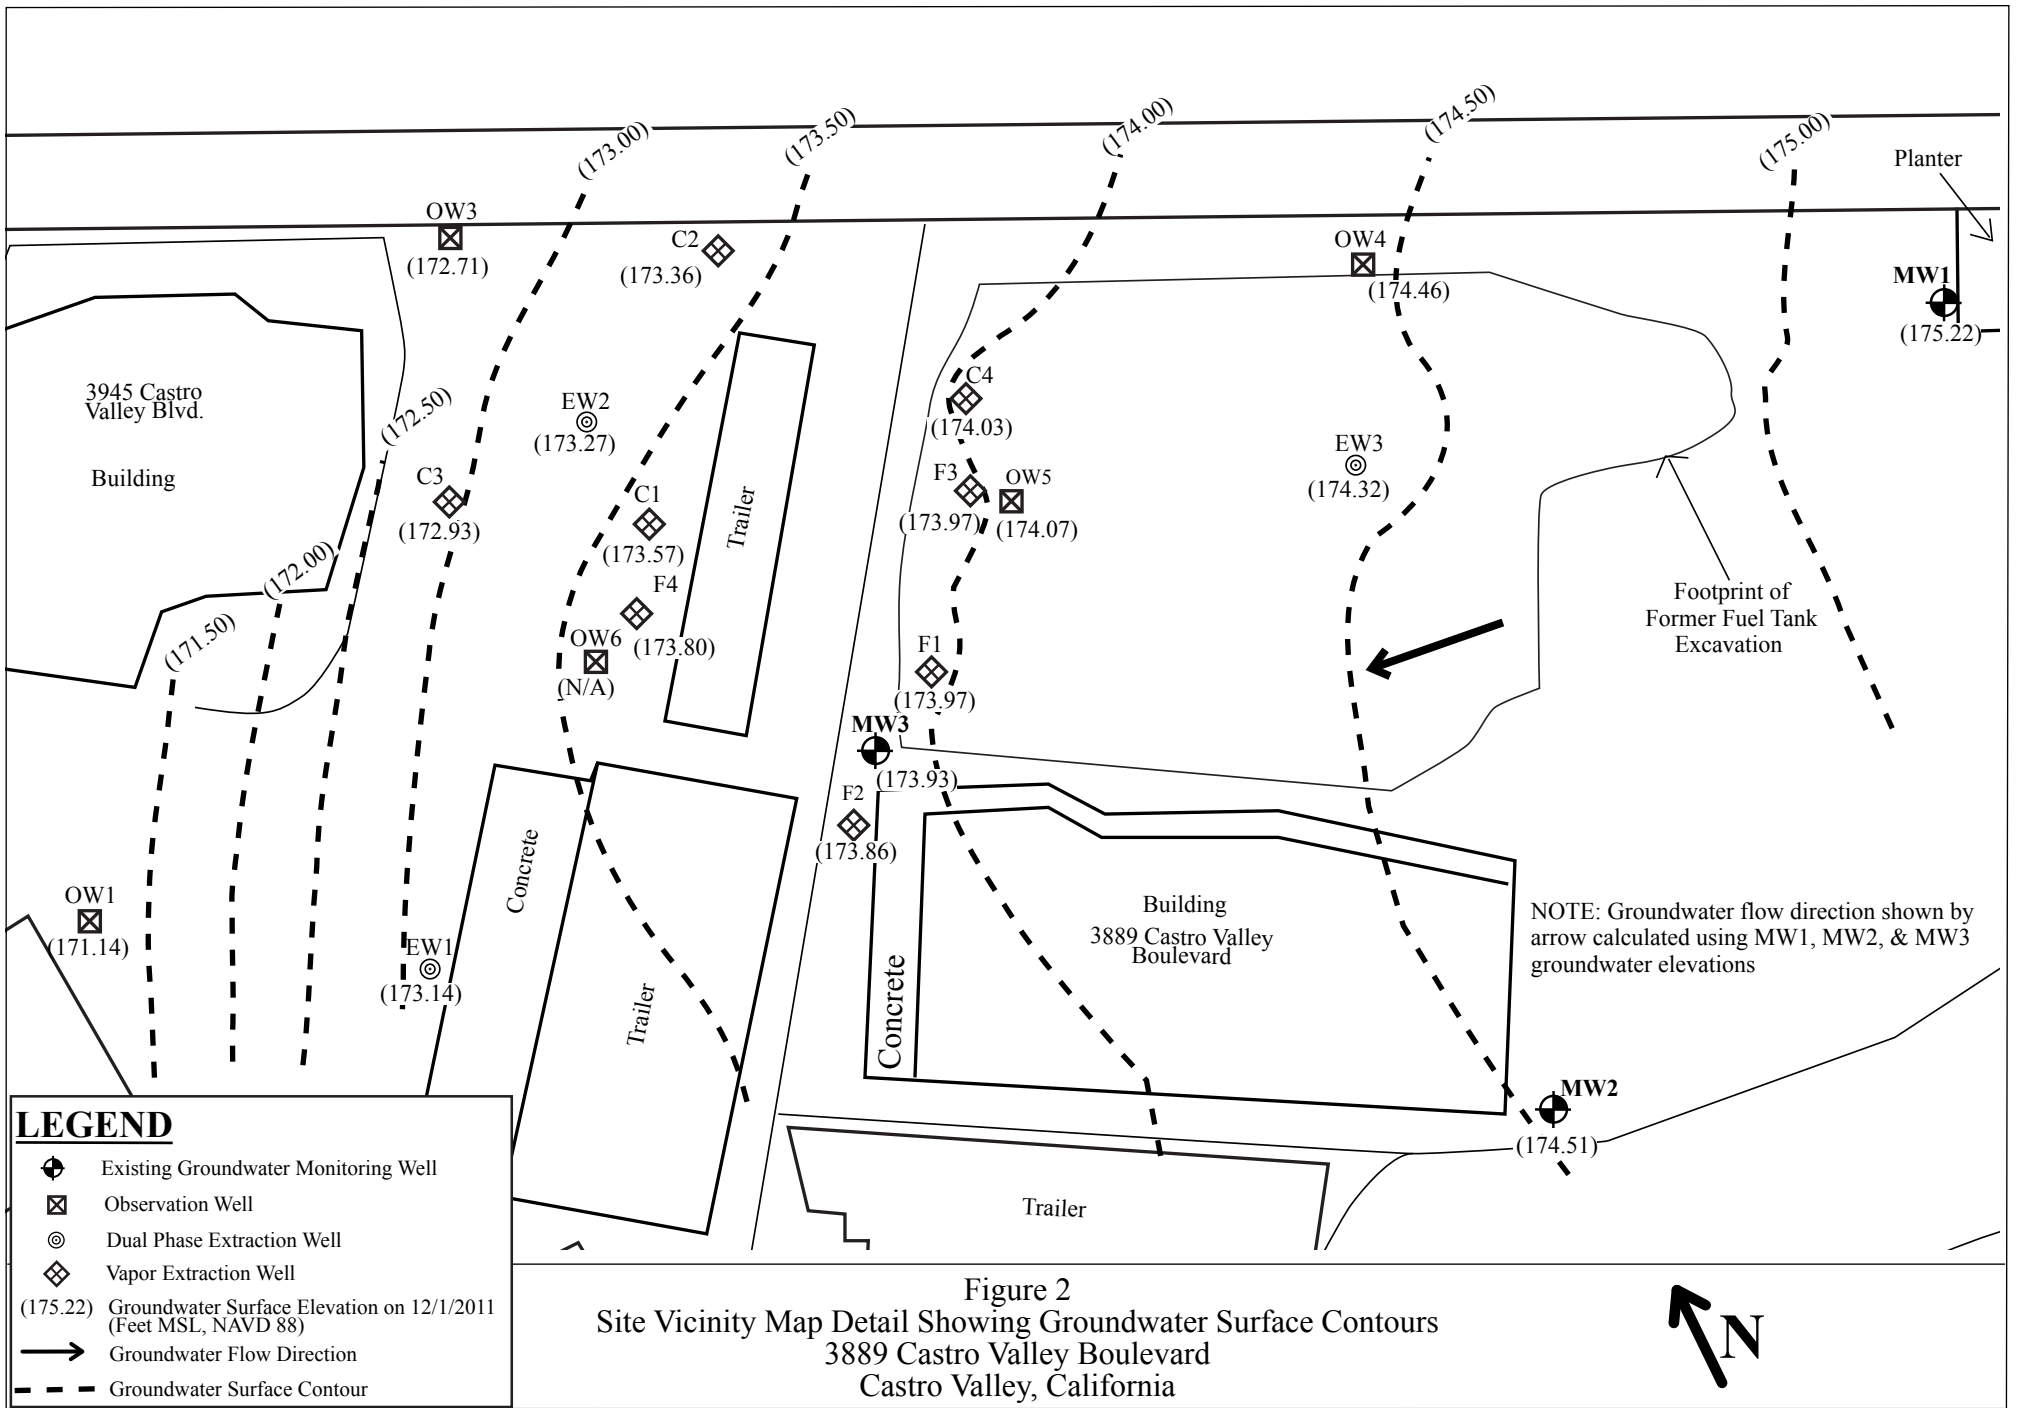 (173.00)
(173.50)
(174.00)
(174.50)
(175.00)
Planter
OW3
(172.71)
C2
(173.36)
OW4
(174.46)
MW1
(175.22)
3945 Castro
Valley Blvd.
Building
(172.50)
EW2
(173.27)
C4
(174.03)
C3
(172.93)
C1
(173.57)
Trailer
F3
(173.97)
OW5
(174.07)
EW3
(174.32)
(172.00)
(171.50)
F4
(173.80)
OW6
(N/A)
F1
(173.97)
Footprint of
Former Fuel Tank
Excavation
MW3
(173.93)
F2
(173.86)
Concrete
Trailer
OW1
(171.14)
EW1
(173.14)
Concrete
Building
3889 Castro Valley
Boulevard
NOTE: Groundwater flow direction shown by
arrow calculated using MW1, MW2, & MW3
groundwater elevations
MW2
(174.51)
Trailer
LEGEND
Existing Groundwater Monitoring Well
Observation Well
Dual Phase Extraction Well
Vapor Extraction Well
(175.22) Groundwater Surface Elevation on 12/1/2011
(Feet MSL, NAVD 88)
Groundwater Flow Direction
Groundwater Surface Contour
Figure 2
Site Vicinity Map Detail Showing Groundwater Surface Contours
3889 Castro Valley Boulevard
Castro Valley, California
N